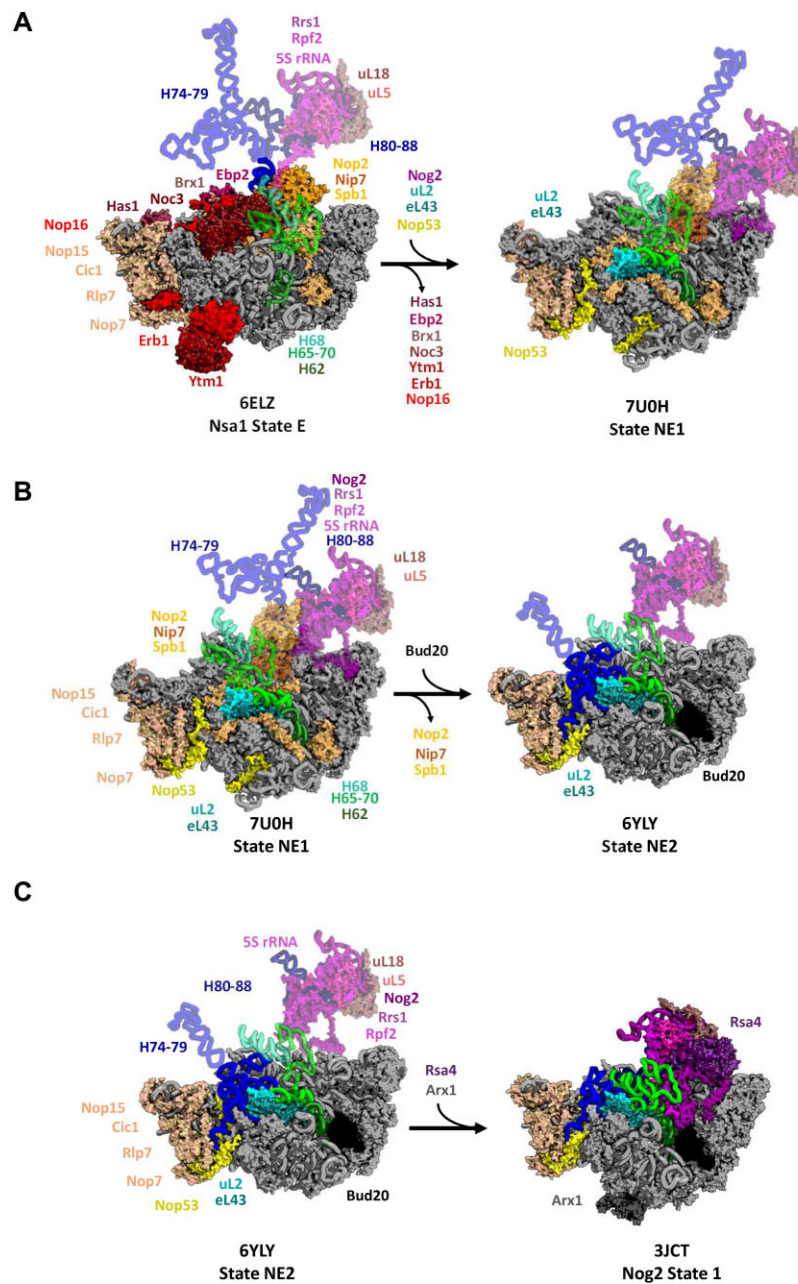 A
Rrs1
Rpf2
5S rRNA
uL18
uL5
H74-79
H80-88
Ebp2
Brx1
Noc3
Has1
Nop16
Nop2
Nip7
Spb1
Nop15
Cic1
Rlp7
Nop7
Erb1
Ytm1
H68
H65-70
H62
6ELZ
Nsa1 State E
Nog2
uL2
eL43
Nop53
Has1
Ebp2
Brx1
Noc3
Ytm1
Erb1
Nop16
uL2
eL43
Nop53
7U0H
State NE1
B
Nog2
Rrs1
Rpf2
5S rRNA
H80-88
H74-79
uL18
uL5
Nop2
Nip7
Spb1
Nop15
Cic1
Rlp7
Nop7
Nop53
uL2
eL43
H68
H65-70
H62
7U0H
State NE1
Bud20
Nop2
Nip7
Spb1
uL2
eL43
Bud20
6YLY
State NE2
C
5S rRNA
uL18
uL5
Nog2
Rrs1
Rpf2
H80-88
H74-79
Nop15
Cic1
Rlp7
Nop7
Nop53
uL2
eL43
Bud20
6YLY
State NE2
Rsa4
Arx1
Rsa4
Arx1
3JCT
Nog2 State 1